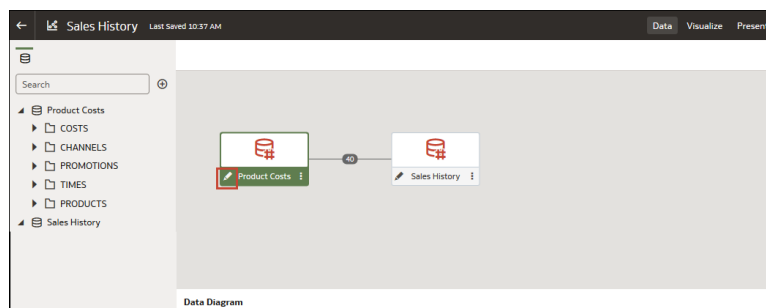 Sales History Last Saved 10:37 AM
Data Visualize Present
Search
Product Costs
COSTS
CHANNELS
PROMOTIONS
TIMES
PRODUCTS
Sales History
Product Costs
40
Sales History
Data Diagram